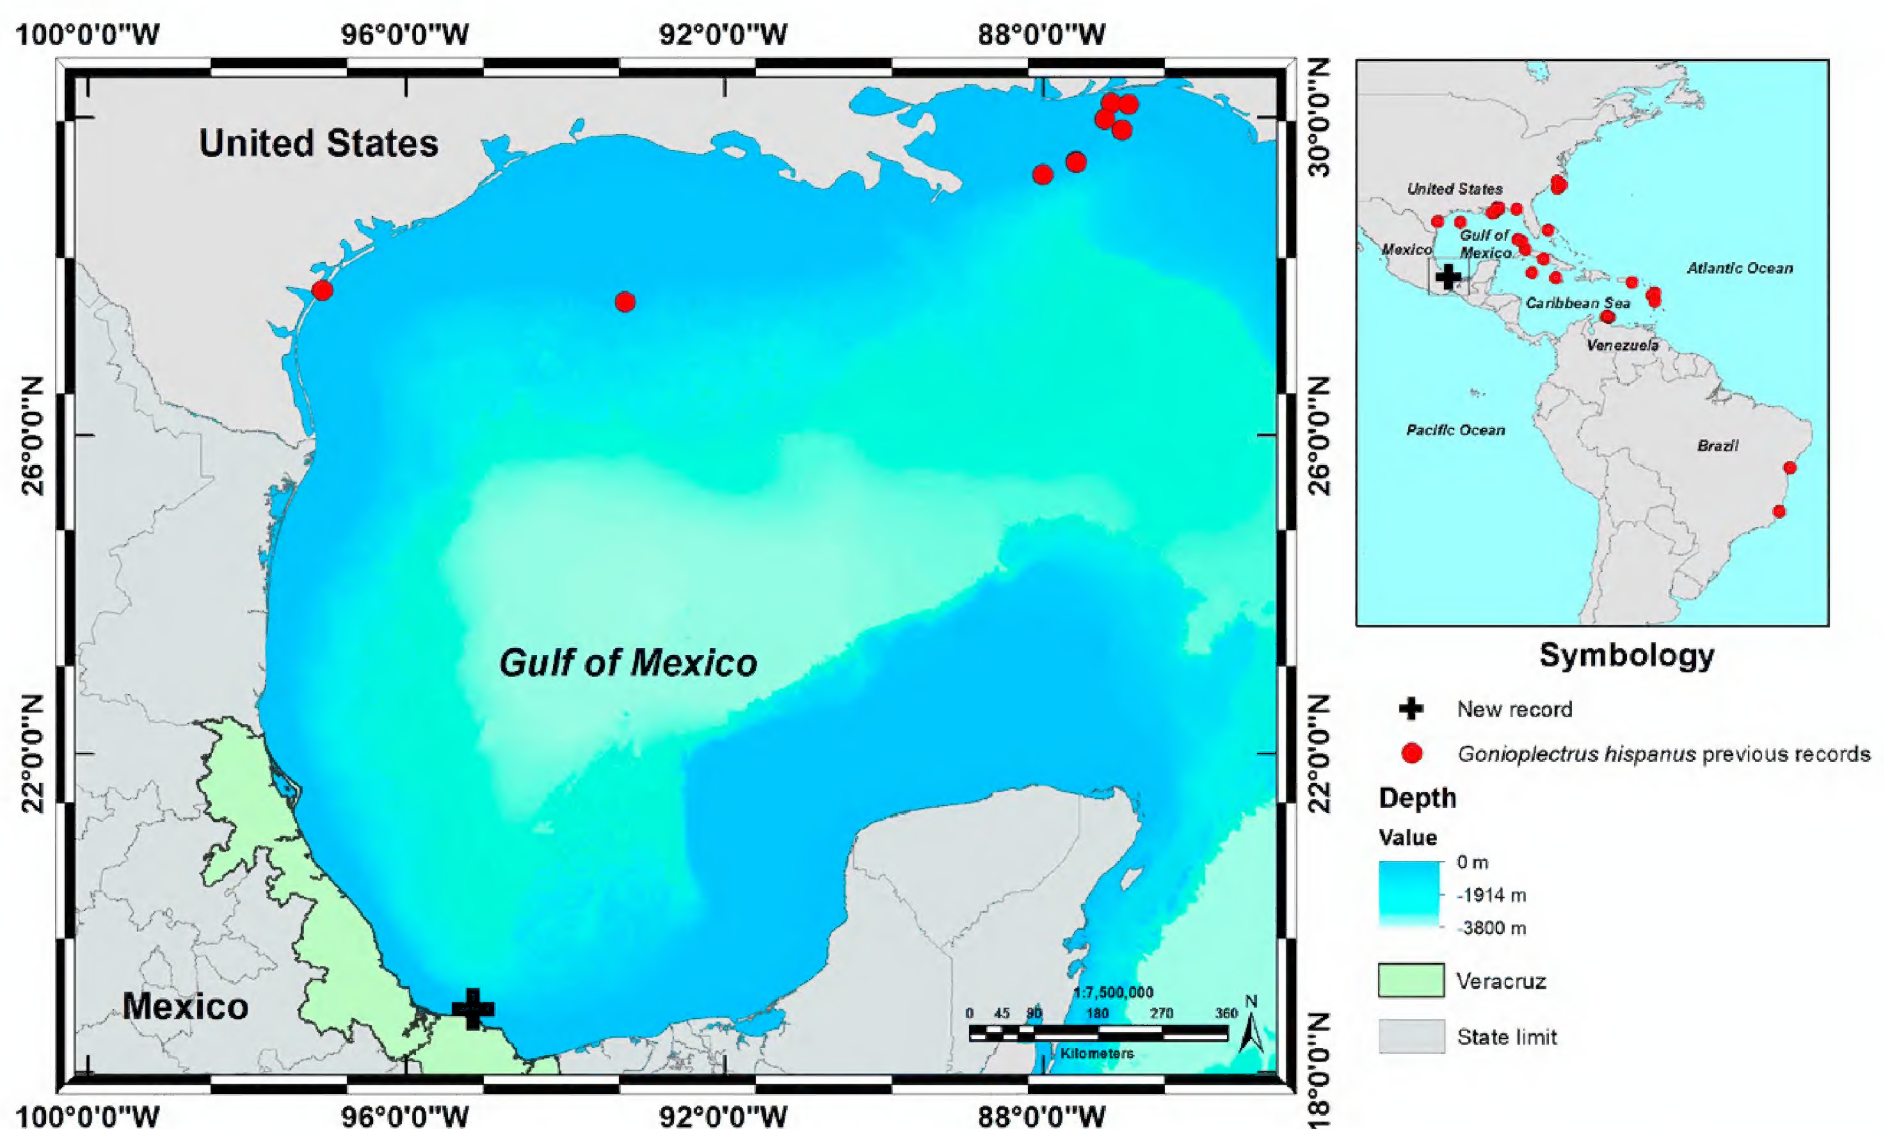 100°0'0"W 96°0'0"W 92°0'0"W 88°0'0"W
30°0'0"N
26°0'0"N
26°0'0"N
22°0'0"N
22°0'0"N
18°0'0"N
United States
Gulf of Mexico
Mexico
1:7,500,000
0 45 90 180 270 360
Kilometers
N
100°0'0"W 96°0'0"W 92°0'0"W 88°0'0"W
United States
Gulf of
Mexico
Mexico
Atlantic Ocean
Caribbean Sea
Venezuela
Pacific Ocean
Brazil
Symbology
New record
Gonioplectrus hispanus previous records
Depth
Value
0 m
-1914 m
-3800 m
Veracruz
State limit